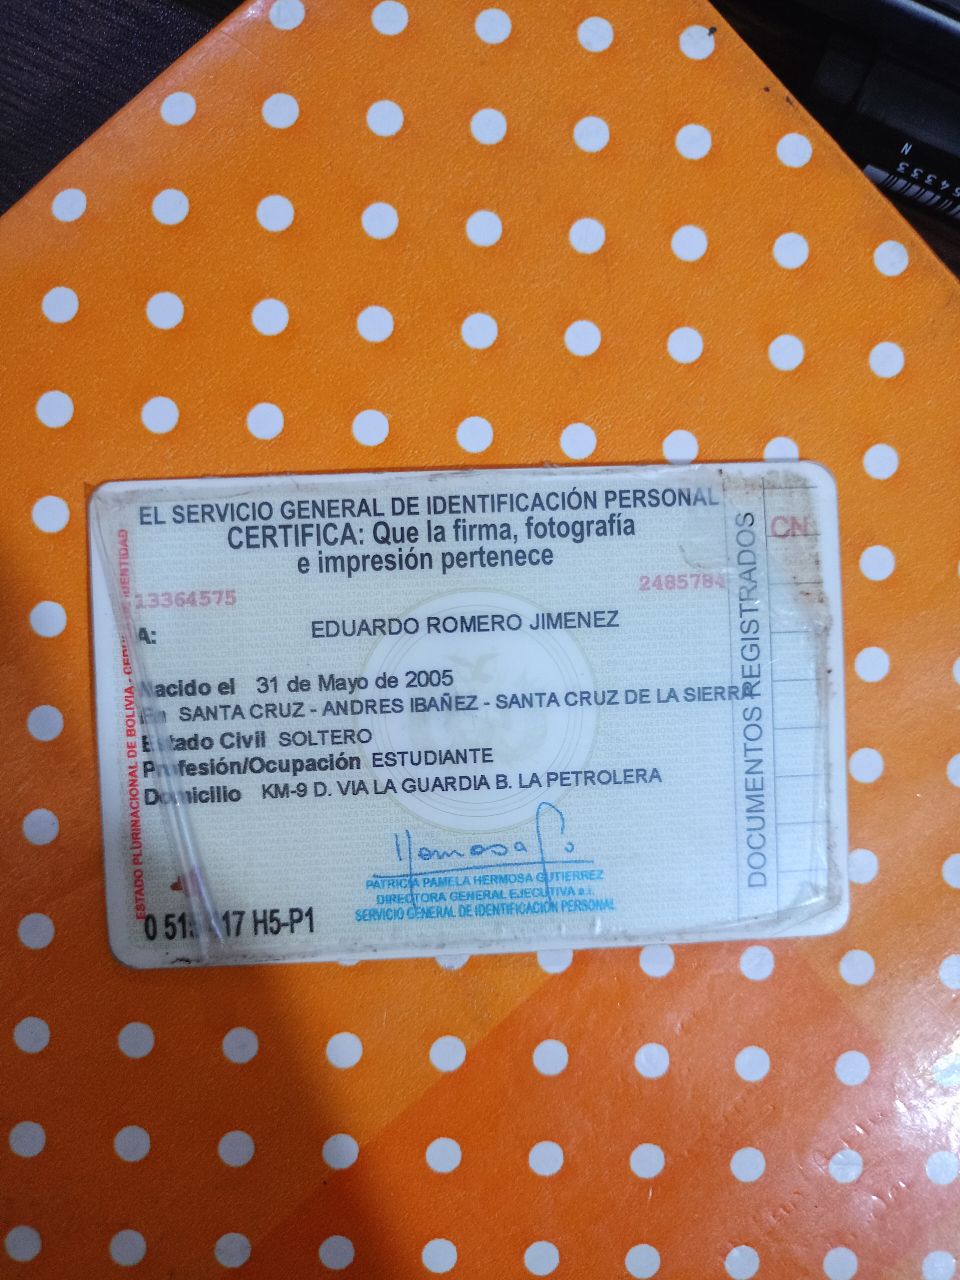 EL SERVICIO GENERAL DE IDENTIFICACIÓN PERSONAL
CERTIFICA: Que la firma, fotografía
e impresión pertenece
13364575
2485784
A: EDUARDO ROMERO JIMENEZ
Nacido el 31 de Mayo de 2005
En SANTA CRUZ - ANDRES IBAÑEZ - SANTA CRUZ DE LA SIERRA
Estado Civil SOLTERO
Profesión/Ocupación ESTUDIANTE
Domicilio KM-9 D. VIA LA GUARDIA B. LA PETROLERA
PATRICIA PAMELA HERMOSA GUTIERREZ
DIRECTORA GENERAL EJECUTIVA a.i.
SERVICIO GENERAL DE IDENTIFICACIÓN PERSONAL
17 H5-P1
ESTADO PLURINACIONAL DE BOLIVIA - IDENTIDAD
DOCUMENTOS REGISTRADOS
CN